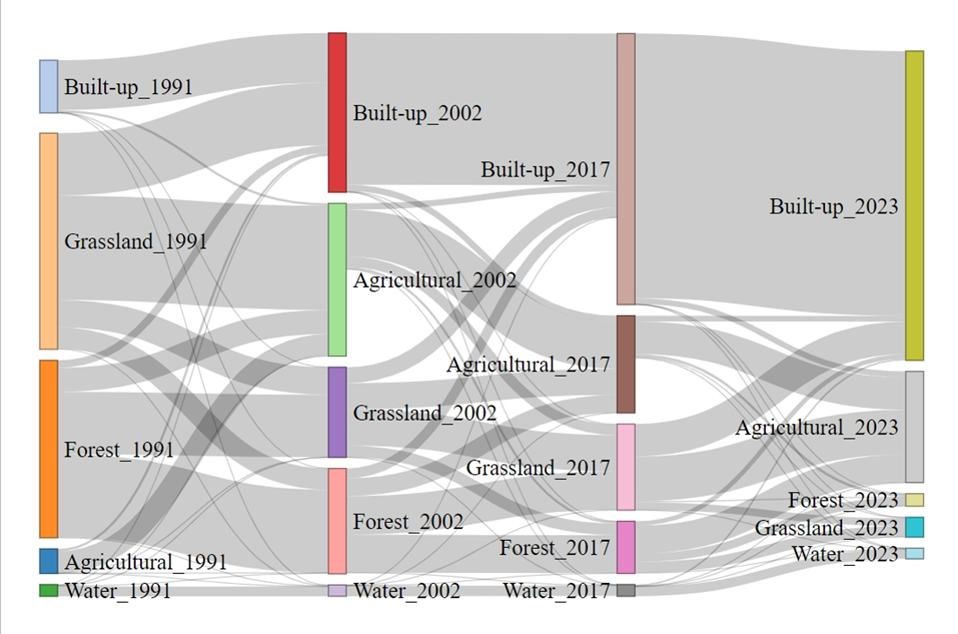 Built-up_1991
Grassland_1991
Forest_1991
Agricultural_1991
Water_1991
Built-up_2002
Agricultural_2002
Grassland_2002
Forest_2002
Water_2002
Built-up_2017
Agricultural_2017
Grassland_2017
Forest_2017
Water_2017
Built-up_2023
Agricultural_2023
Forest_2023
Grassland_2023
Water_2023